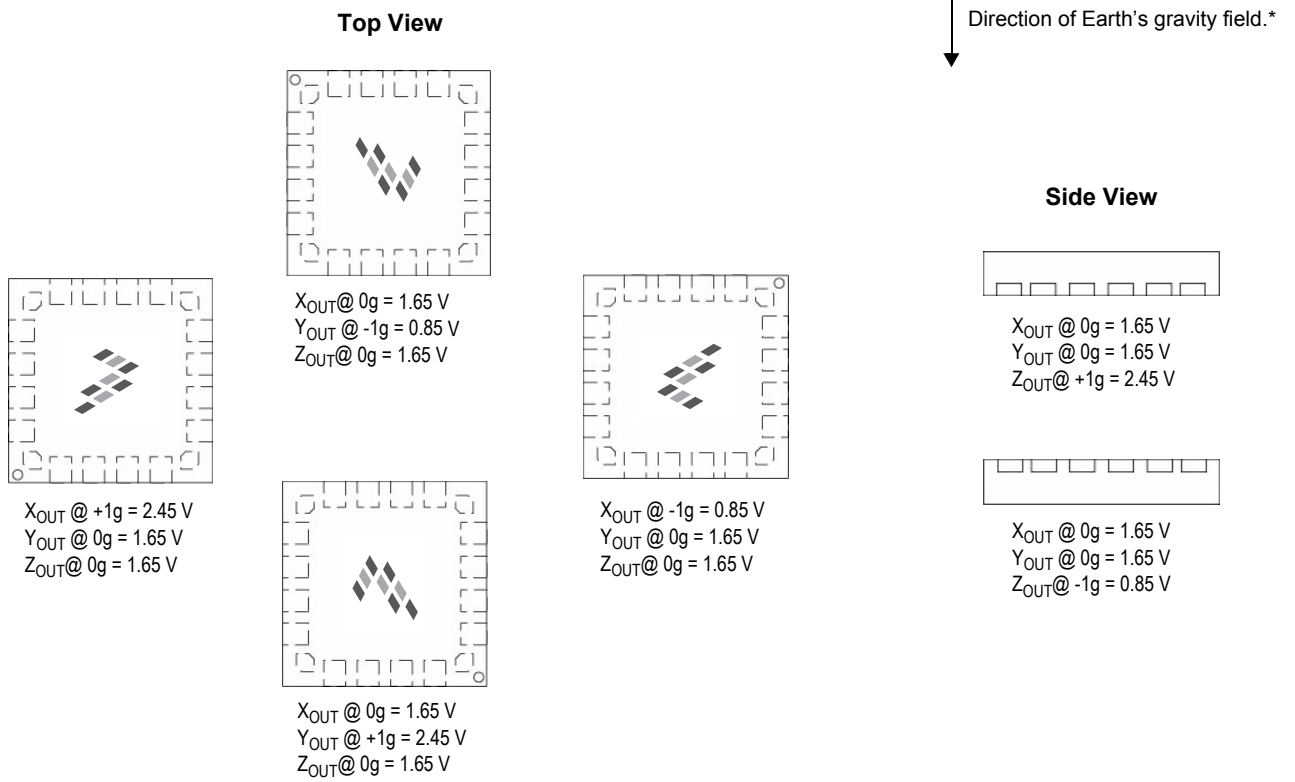 Top View
Direction of Earth's gravity field.*
X_OUT@ 0g = 1.65 V
Y_OUT @ -1g = 0.85 V
Z_OUT@ 0g = 1.65 V
X_OUT @ +1g = 2.45 V
Y_OUT @ 0g = 1.65 V
Z_OUT@ 0g = 1.65 V
X_OUT @ -1g = 0.85 V
Y_OUT @ 0g = 1.65 V
Z_OUT@ 0g = 1.65 V
X_OUT @ 0g = 1.65 V
Y_OUT @ +1g = 2.45 V
Z_OUT@ 0g = 1.65 V
Side View
X_OUT @ 0g = 1.65 V
Y_OUT @ 0g = 1.65 V
Z_OUT@ +1g = 2.45 V
X_OUT @ 0g = 1.65 V
Y_OUT @ 0g = 1.65 V
Z_OUT@ -1g = 0.85 V